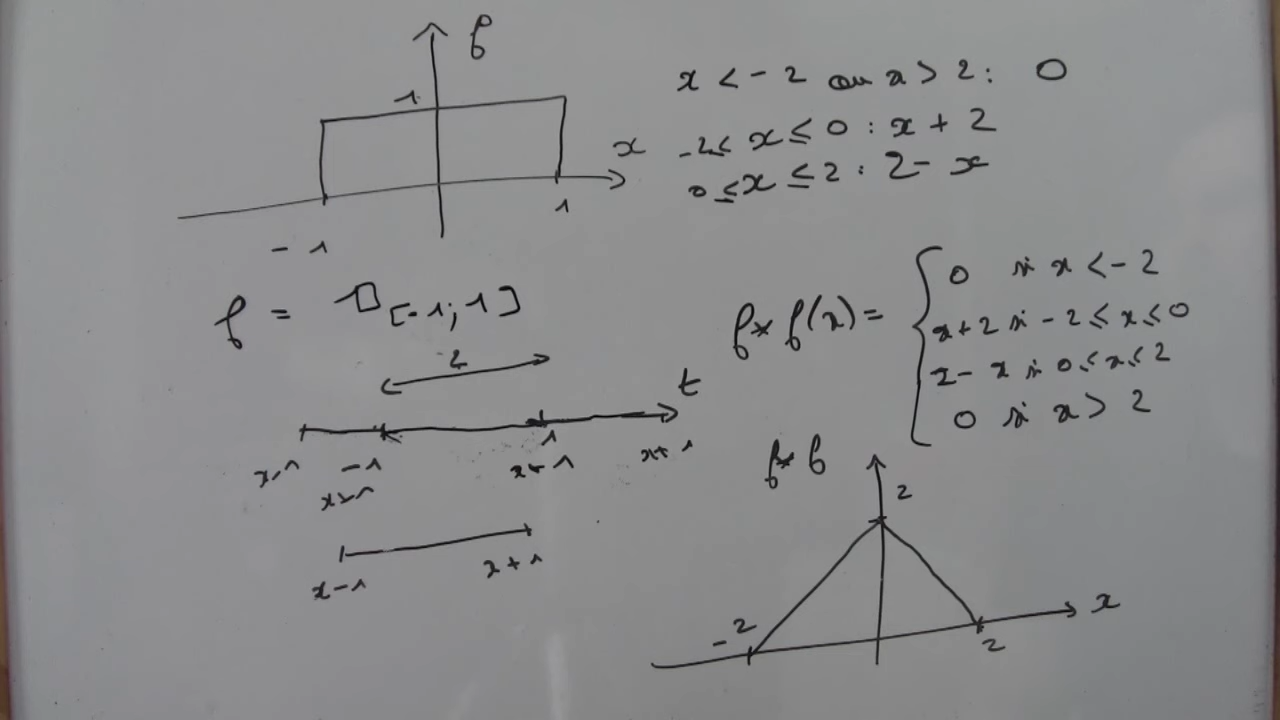 f
1
x
-1
1
x < -2 ou x > 2 : 0
-2 ≤ x ≤ 0 : x + 2
0 ≤ x ≤ 2 : 2 - x
f = 1[-1;1]
2
t
x-1
-1
1
x+1
x+1
x-1
x-1
x+1
f * f(x) = {
0 si x < -2
x+2 si -2 ≤ x ≤ 0
2 - x si 0 ≤ x ≤ 2
0 si x > 2
f * f
2
-2
2
x